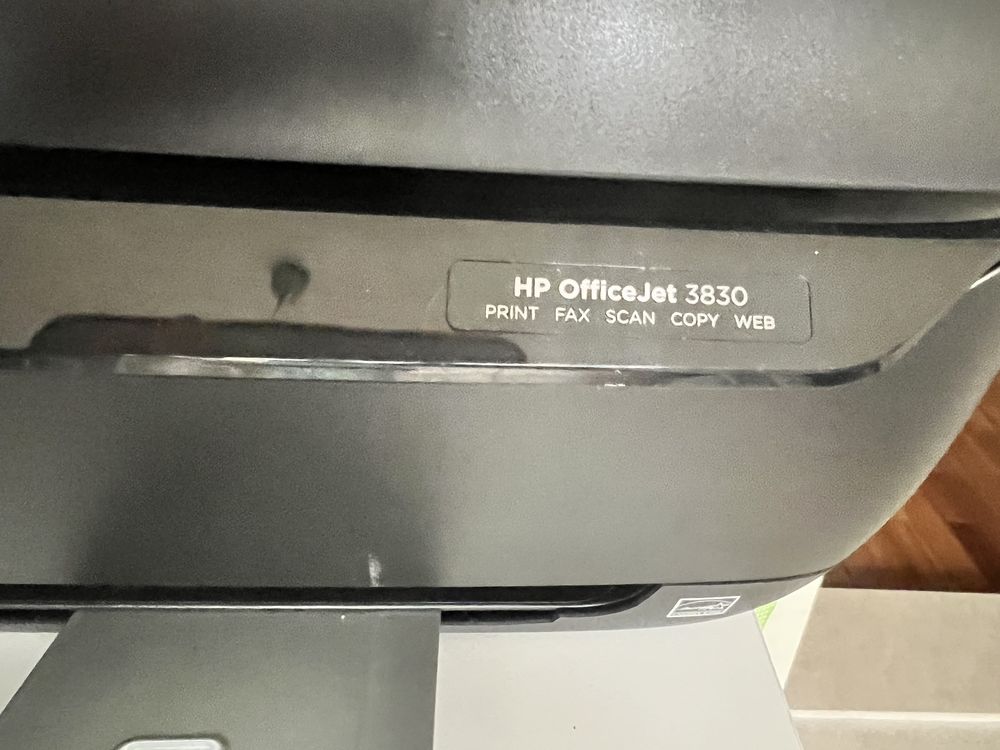 HP OfficeJet 3830
PRINT FAX SCAN COPY WEB